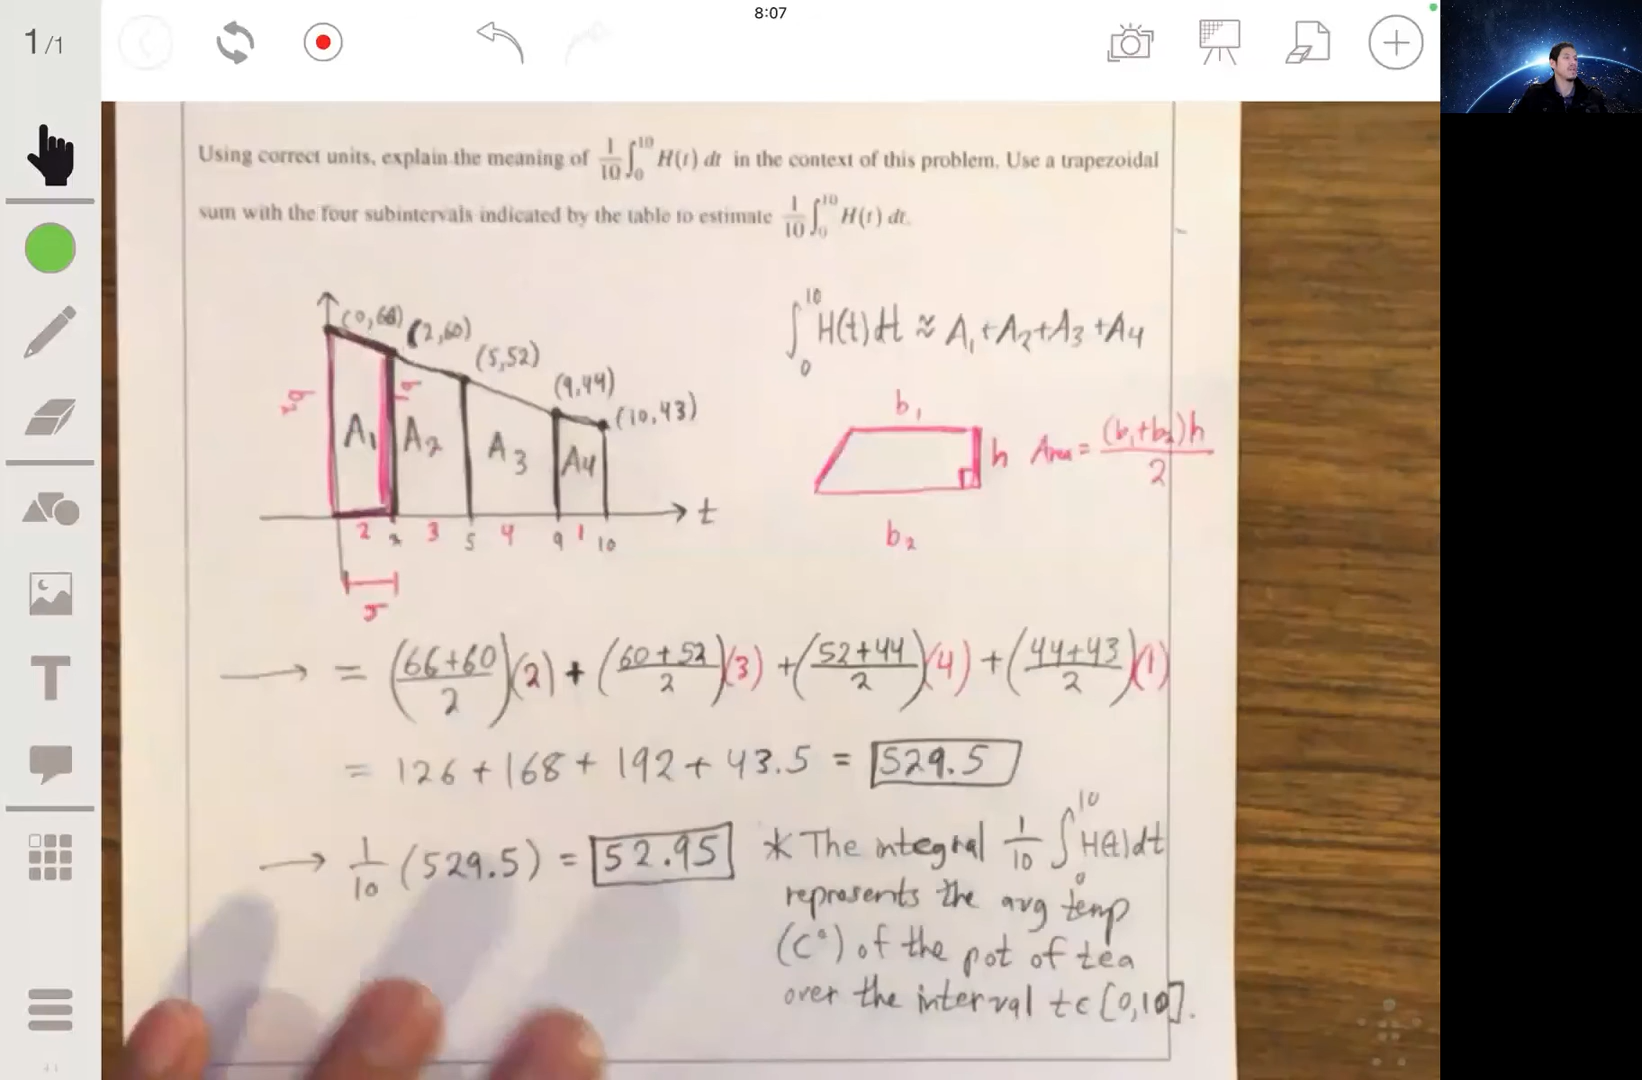 8:07
1/1
Using correct units, explain the meaning of 1/10 ∫₀¹⁰ H(t) dt in the context of this problem. Use a trapezoidal
sum with the four subintervals indicated by the table to estimate 1/10 ∫₀¹⁰ H(t) dt.
(0,66) (2,60)
(5,52)
(9,44)
(10,43)
∫₀¹⁰ H(t)dt ≈ A₁+A₂+A₃+A₄
b₂ b₁
A₁ A₂ A₃ A₄
b₁
h Area = (b₁+b₂)h/2
b₂
t
2 2 3 5 4 9 1 10
= (66+60/2)(2) + (60+52/2)(3) + (52+44/2)(4) + (44+43/2)(1)
= 126 + 168 + 192 + 43.5 = 529.5
1/10 (529.5) = 52.95
* The integral 1/10 ∫₀¹⁰ H(t)dt
represents the avg temp
(C°) of the pot of tea
over the interval t∈[0,10].
T